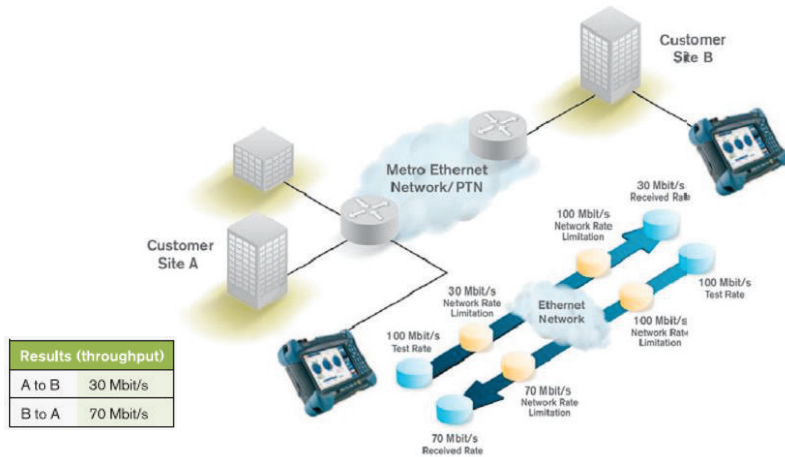 Customer
Site B
Metro Ethernet
Network/PTN
Customer
Site A
30 Mbit/s
Received Rate
100 Mbit/s
Network Rate
Limitation
100 Mbit/s
Test Rate
30 Mbit/s
Network Rate
Limitation
Ethernet
Network
100 Mbit/s
Network Rate
Limitation
100 Mbit/s
Test Rate
70 Mbit/s
Network Rate
Limitation
70 Mbit/s
Received Rate
Results (throughput)
A to B 30 Mbit/s
B to A 70 Mbit/s